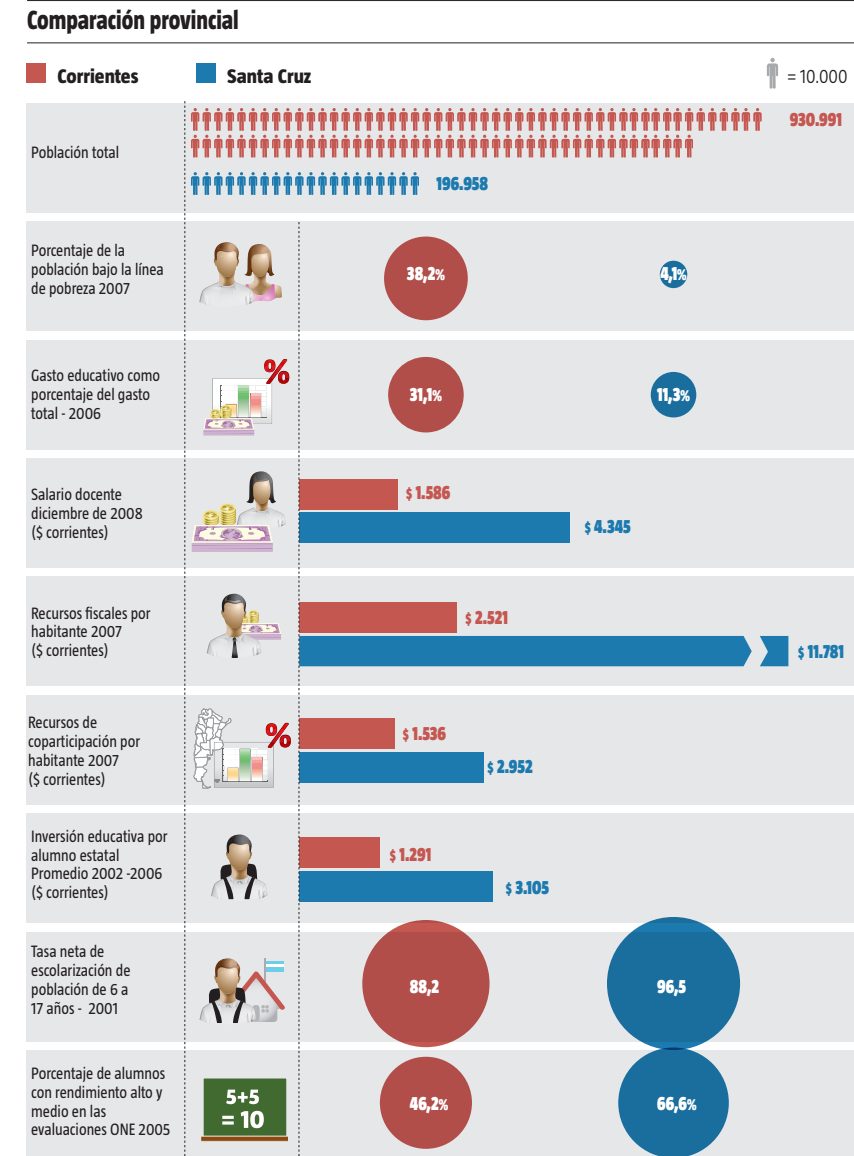 Comparación provincial
Corrientes
Santa Cruz
= 10.000
Población total
930.991
196.958
Porcentaje de la
población bajo la línea
de pobreza 2007
38,2%
4,1%
Gasto educativo como
porcentaje del gasto
total - 2006
%
31,1%
11,3%
Salario docente
diciembre de 2008
($ corrientes)
$ 1.586
$ 4.345
Recursos fiscales por
habitante 2007
($ corrientes)
$ 2.521
$ 11.781
Recursos de
coparticipación por
habitante 2007
($ corrientes)
%
$ 1.536
$ 2.952
Inversión educativa por
alumno estatal
Promedio 2002 -2006
($ corrientes)
$ 1.291
$ 3.105
Tasa neta de
escolarización de
población de 6 a
17 años - 2001
88,2
96,5
Porcentaje de alumnos
con rendimiento alto y
medio en las
evaluaciones ONE 2005
5+5
= 10
46,2%
66,6%